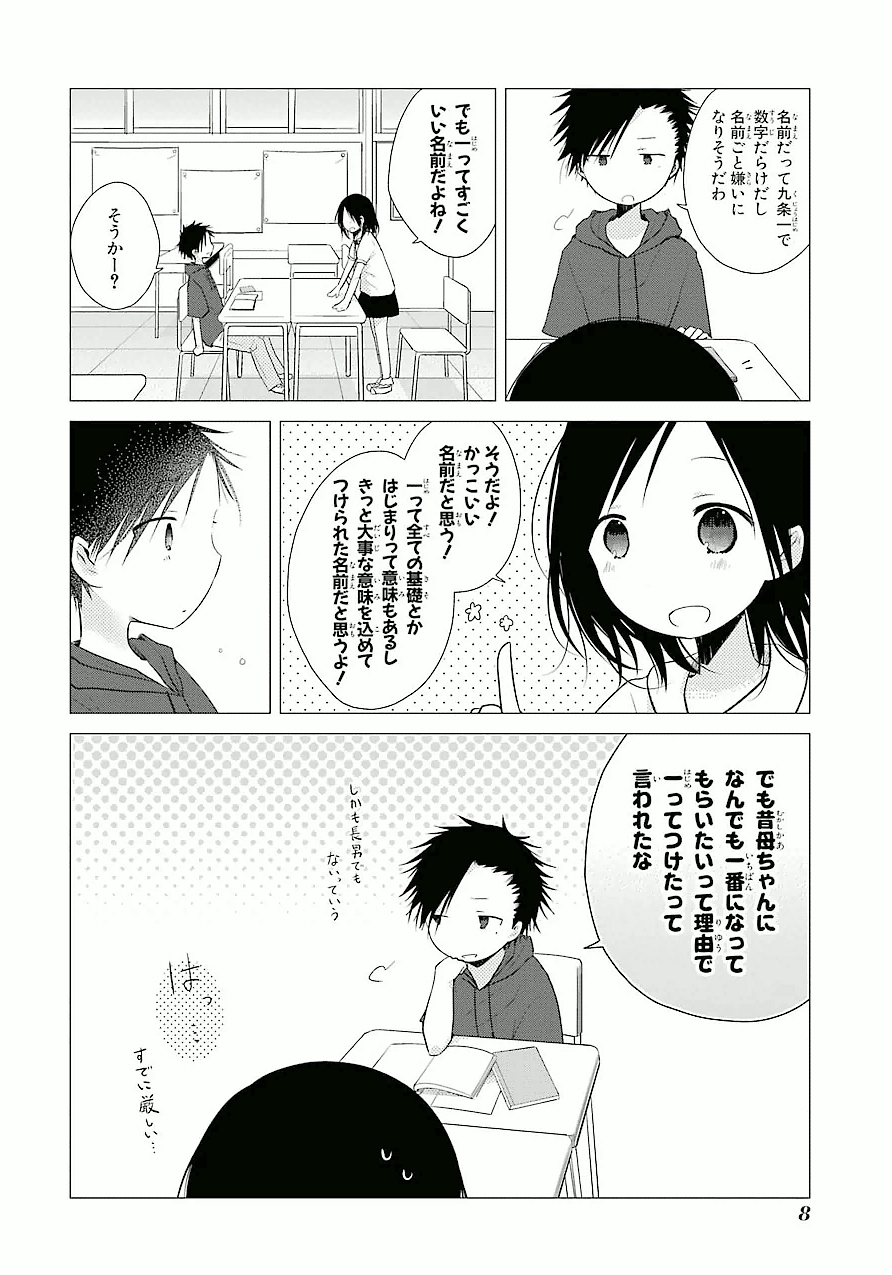 名前だって九条一で
数字だらけだし
名前ごと嫌いに
なりそうだわ
でも一ってすごく
いい名前だよね!
そうかー?
そうだよ!
かっこいい
名前だと思う!
一って全ての基礎とか
はじまりって意味もあるし
きっと大事な意味を込めて
つけられた名前だと思うよ!
でも昔母ちゃんに
なんでも一番になって
もらいたいって理由で
一ってつけたって
言われたな
しかも長男でも
ないっていう
はっ…
すでに厳しい…
8